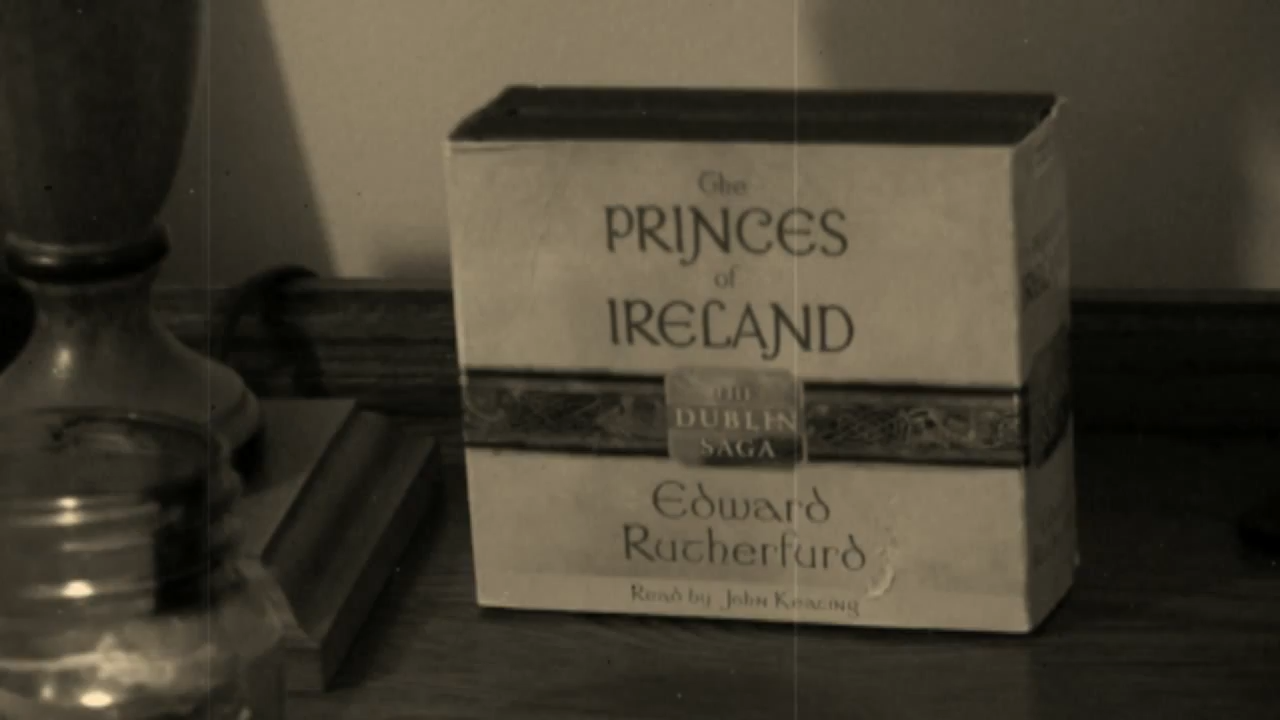 The
PRINCES
of
IRELAND
THE
DUBLIN
SAGA
Edward
Rutherfurd
Read by John Keating